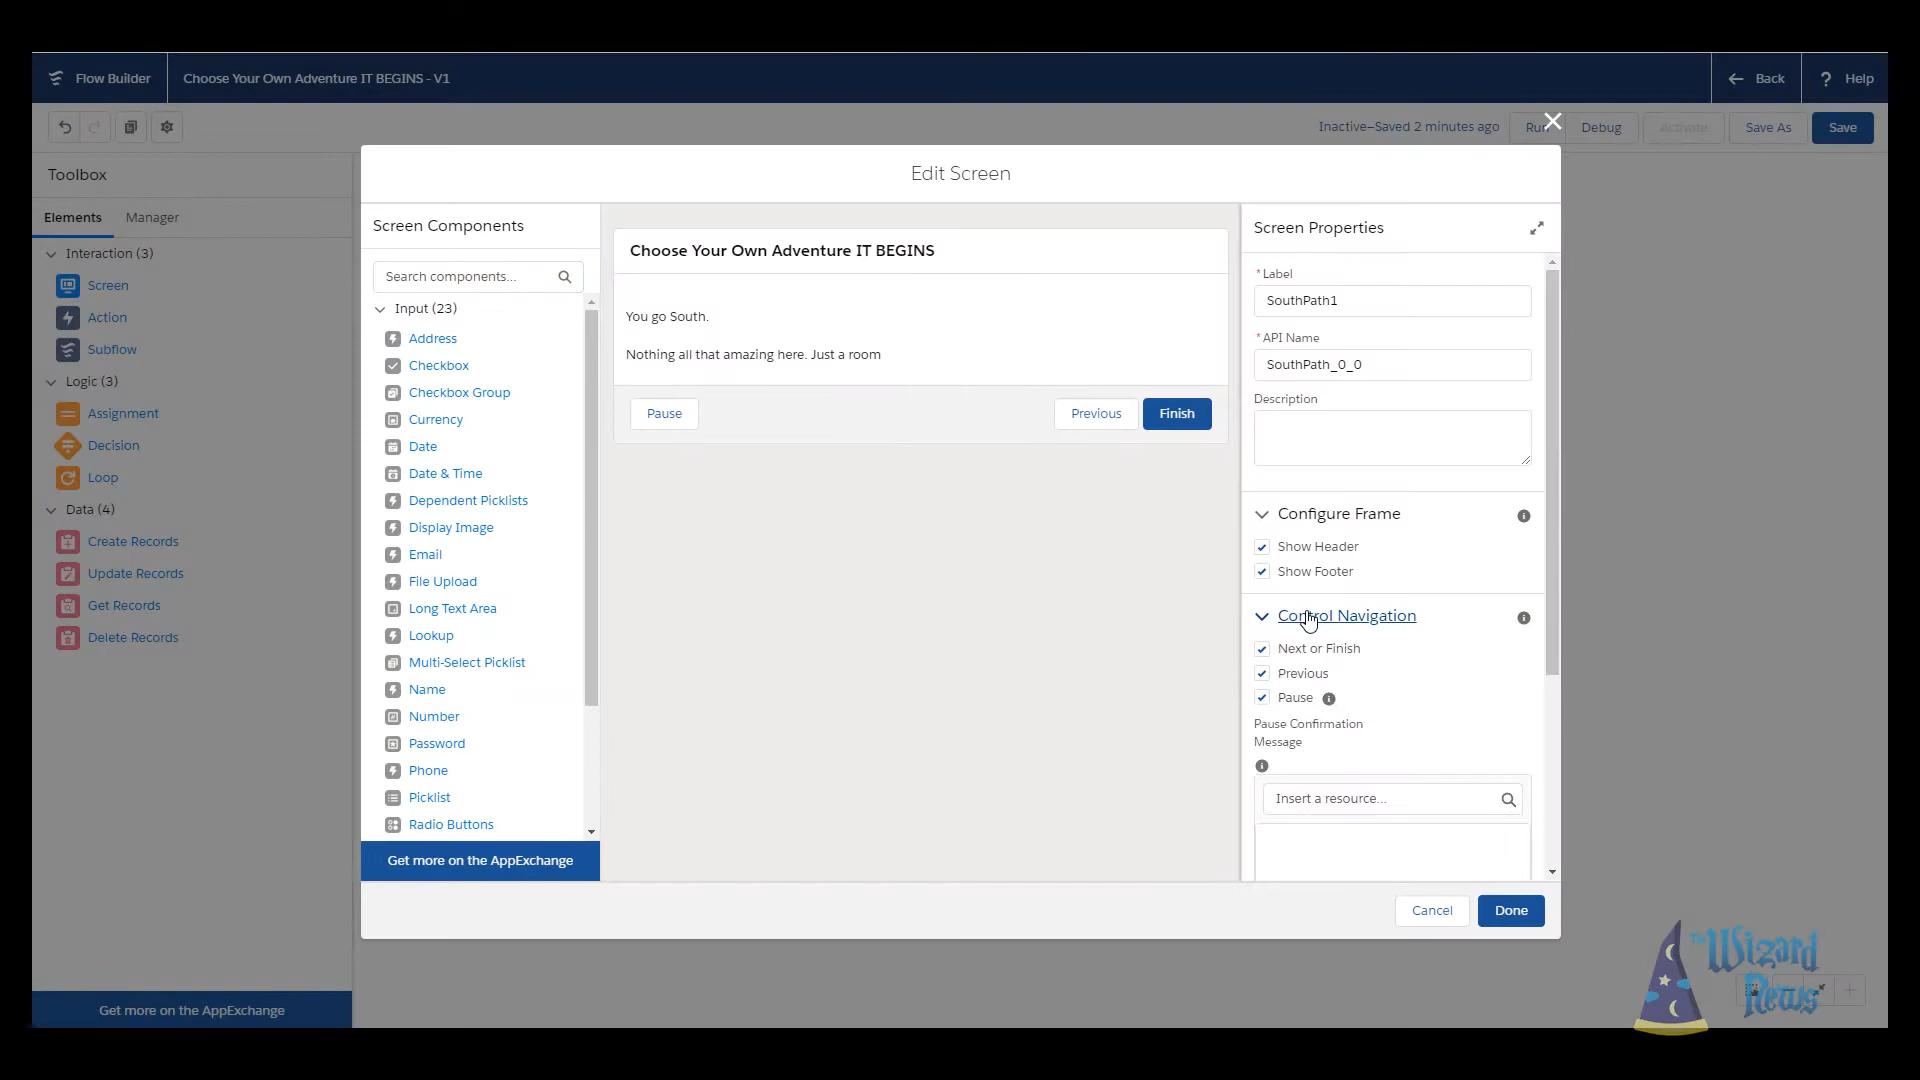 Flow Builder
Choose Your Own Adventure IT BEGINS - V1
Back
? Help
Inactive—Saved 2 minutes ago
Run
Debug
Activate
Save As
Save
Toolbox
Elements
Manager
Interaction (3)
Screen
Action
Subflow
Logic (3)
Assignment
Decision
Loop
Data (4)
Create Records
Update Records
Get Records
Delete Records
Get more on the AppExchange
Edit Screen
Screen Components
Search components...
Input (23)
Address
Checkbox
Checkbox Group
Currency
Date
Date & Time
Dependent Picklists
Display Image
Email
File Upload
Long Text Area
Lookup
Multi-Select Picklist
Name
Number
Password
Phone
Picklist
Radio Buttons
Get more on the AppExchange
Choose Your Own Adventure IT BEGINS
You go South.
Nothing all that amazing here. Just a room
Pause
Previous
Finish
Screen Properties
*Label
SouthPath1
*API Name
SouthPath_0_0
Description
Configure Frame
Show Header
Show Footer
Control Navigation
Next or Finish
Previous
Pause
Pause Confirmation
Message
Insert a resource...
Cancel
Done
The Wizard
News